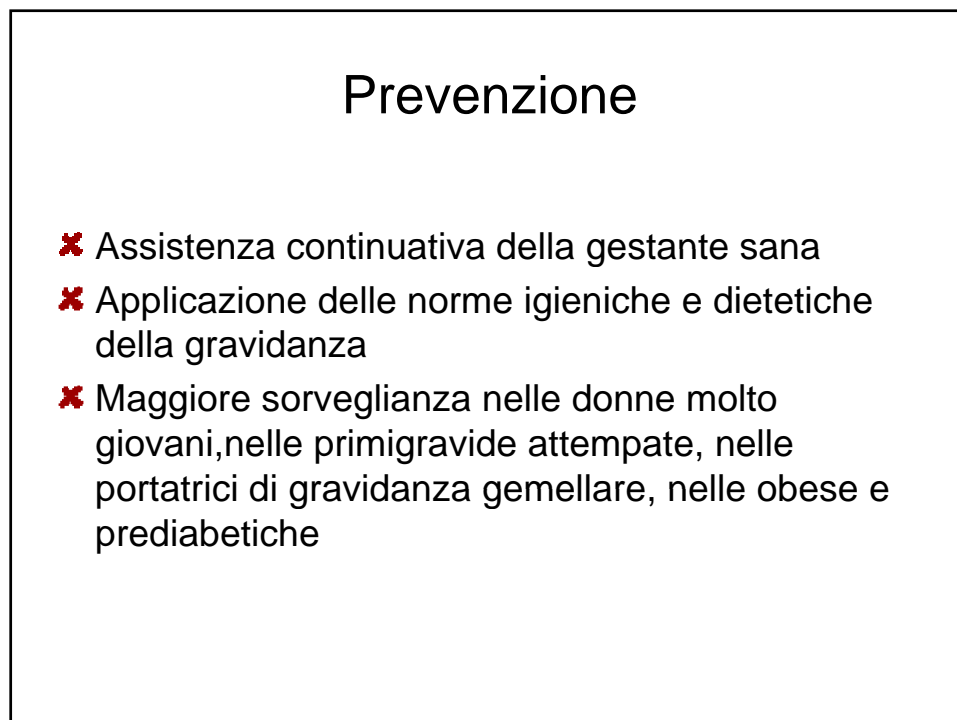 Prevenzione
Assistenza continuativa della gestante sana
Applicazione delle norme igieniche e dietetiche
della gravidanza
Maggiore sorveglianza nelle donne molto
giovani,nelle primigravide attempate, nelle
portatrici di gravidanza gemellare, nelle obese e
prediabetiche